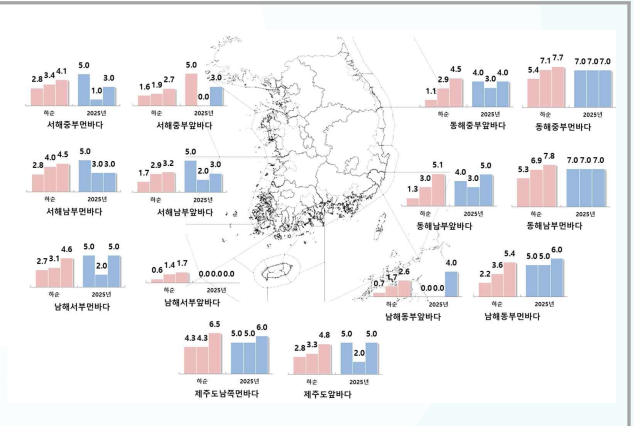 2.8 3.4 4.1 5.0 1.0 3.0
하순 2025년
서해중부먼바다
1.6 1.9 2.7 5.0 0.0 3.0
하순 2025년
서해중부앞바다
1.1 2.9 4.5 4.0 3.0 4.0
하순 2025년
동해중부앞바다
5.4 7.1 7.7 7.0 7.0 7.0
하순 2025년
동해중부먼바다
2.8 4.0 4.5 5.0 3.0 3.0
하순 2025년
서해남부먼바다
1.7 2.9 3.2 5.0 2.0 3.0
하순 2025년
서해남부앞바다
1.3 3.0 5.1 4.0 3.0 5.0
하순 2025년
동해남부앞바다
5.3 6.9 7.8 7.0 7.0 7.0
하순 2025년
동해남부먼바다
2.7 3.1 4.6 5.0 2.0 5.0
하순 2025년
남해서부먼바다
0.6 1.4 1.7 0.0 0.0 0.0
하순 2025년
남해서부앞바다
0.7 1.7 2.6 0.0 0.0 4.0
하순 2025년
남해동부앞바다
2.2 3.6 5.4 5.0 5.0 6.0
하순 2025년
남해동부먼바다
4.3 4.3 6.5 5.0 5.0 6.0
하순 2025년
제주도남쪽먼바다
2.8 3.3 4.8 5.0 2.0 5.0
하순 2025년
제주도앞바다